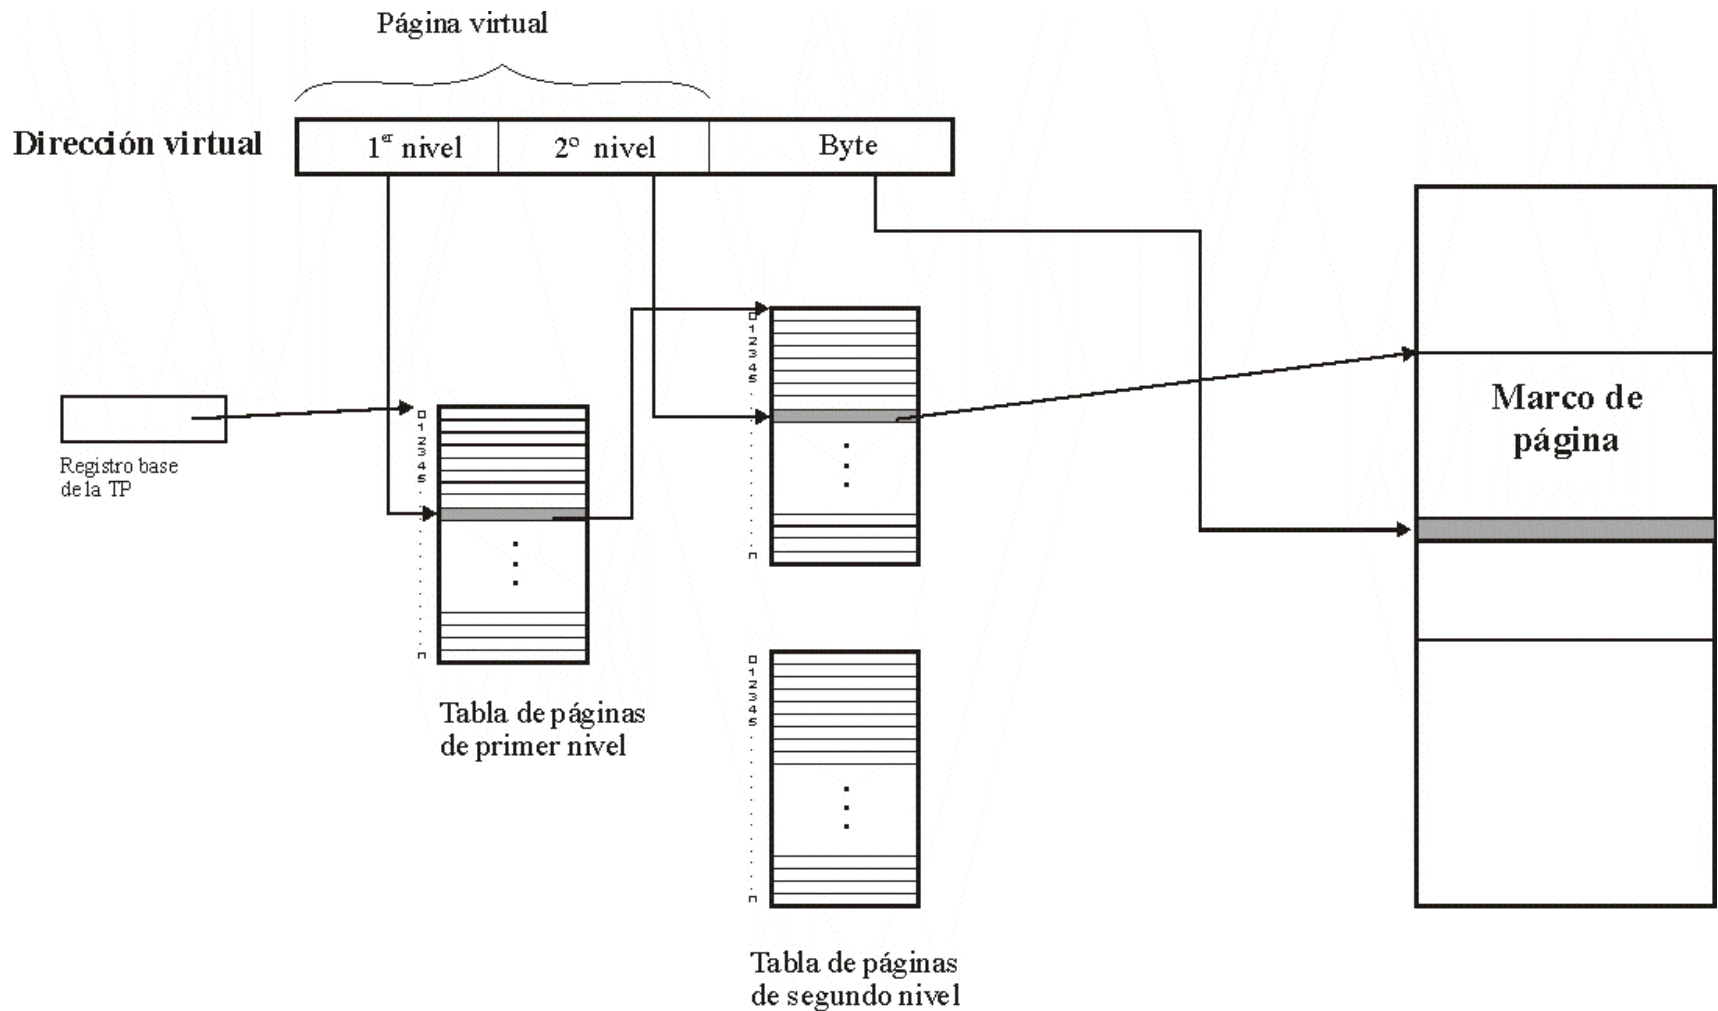 Página virtual
Dirección virtual
1er nivel
2º nivel
Byte
Registro base
de la TP
0
1
2
3
4
5
n
Tabla de páginas
de primer nivel
0
1
2
3
4
5
n
0
1
2
3
4
5
n
Tabla de páginas
de segundo nivel
Marco de
página